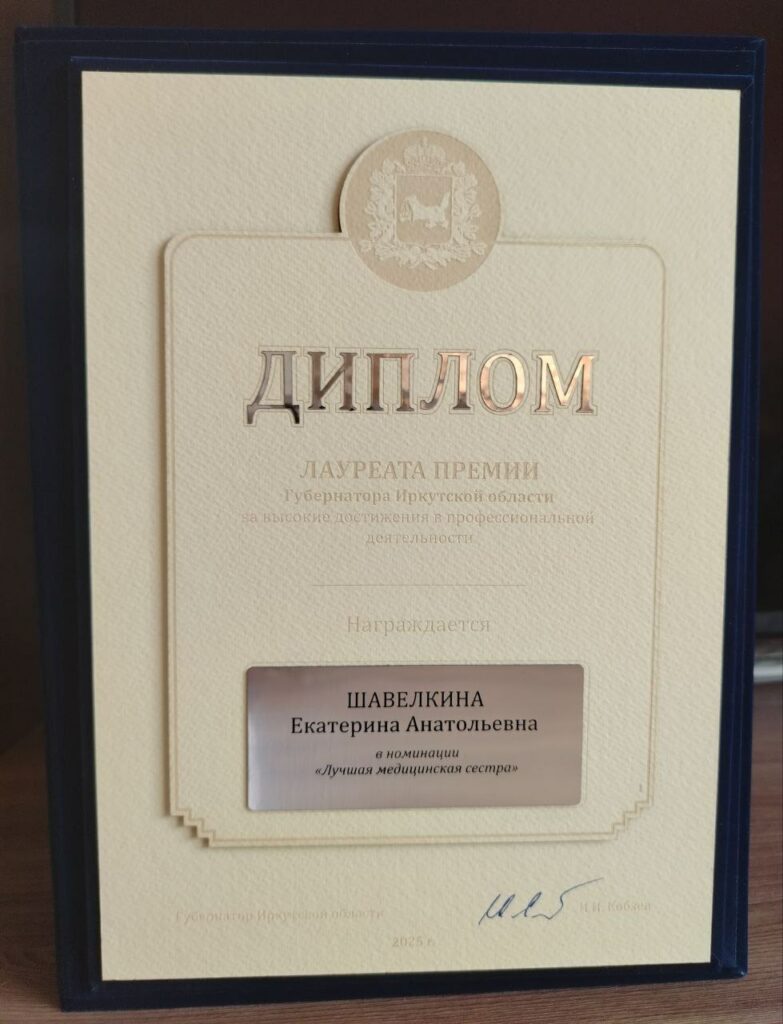 ДИПЛОМ
ЛАУРЕАТА ПРЕМИИ
Губернатора Иркутской области
за высокие достижения в профессиональной
деятельности
Награждается
ШАВЕЛКИНА
Екатерина Анатольевна
в номинации
«Лучшая медицинская сестра»
Губернатор Иркутской области
И.И. Кобзев
2025 г.